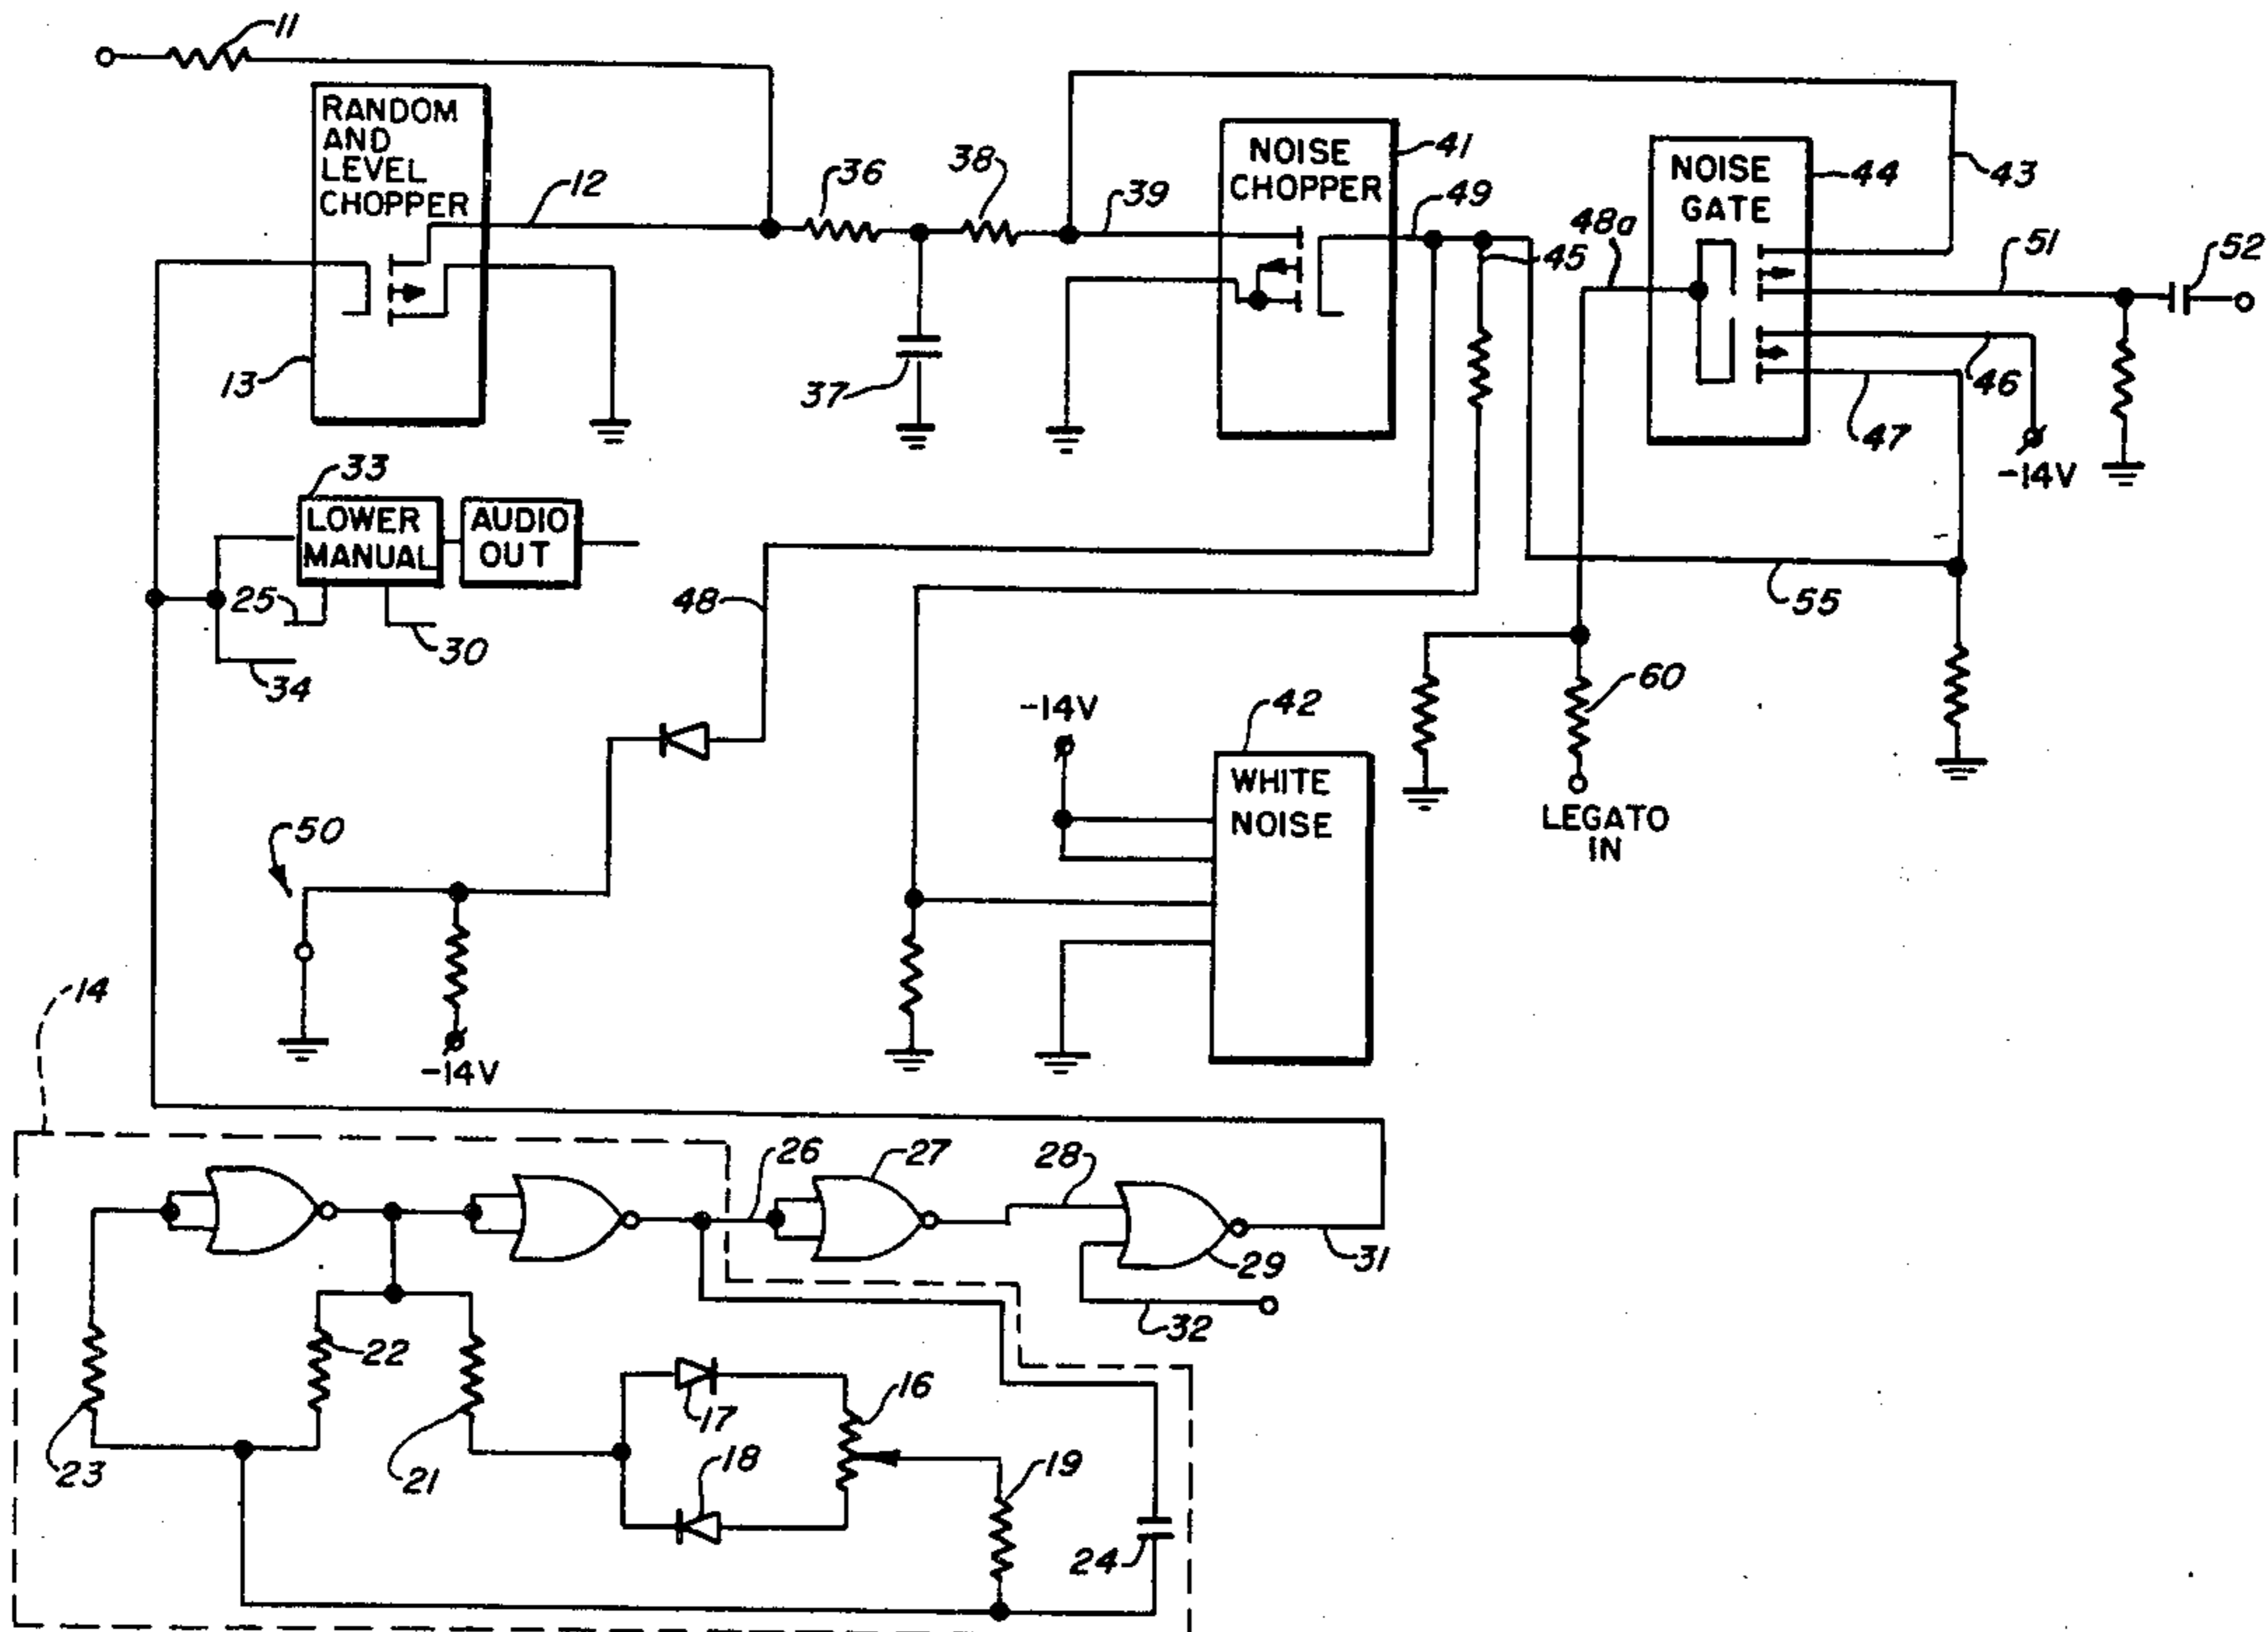 11
RANDOM
AND
LEVEL
CHOPPER
12
13
36
37
38
39
NOISE
CHOPPER
41
49
45
NOISE
GATE
44
43
48a
51
52
46
47
-14V
33
LOWER
MANUAL
AUDIO
OUT
25
30
34
48
55
60
LEGATO
IN
-14V
42
WHITE
NOISE
50
-14V
14
26
27
28
29
31
32
22
23
21
17
18
16
19
24